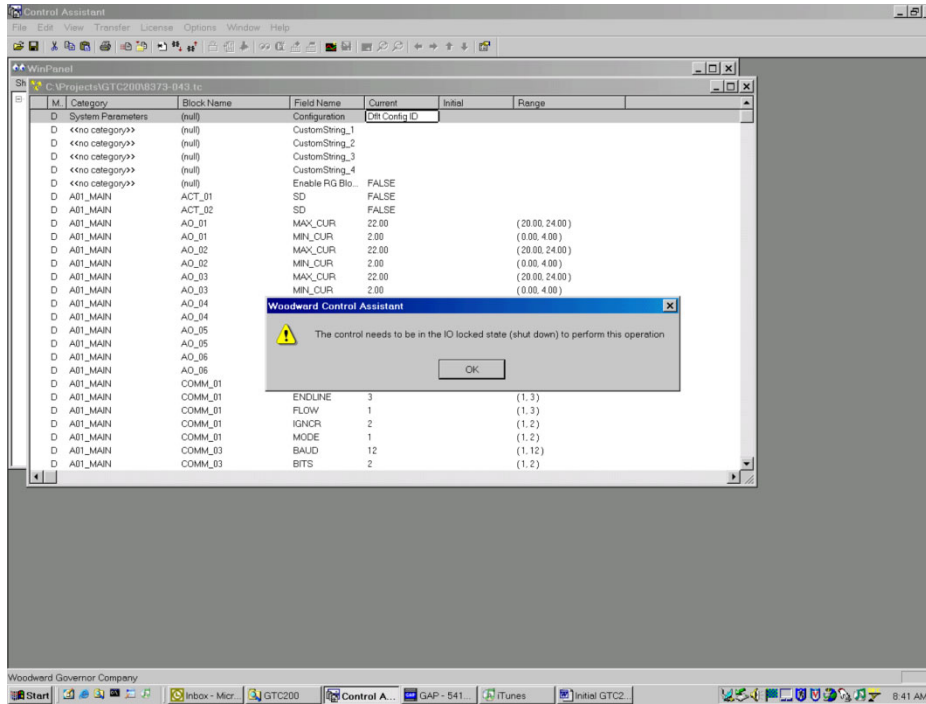 Control Assistant
File Edit View Transfer License Options Window Help
WinPanel
Sh
C:\Projects\GTC200\8373-043.tc
M.. Category Block Name Field Name Current Initial Range
D System Parameters (null) Configuration Dflt Config ID
D <<no category>> (null) CustomString_1
D <<no category>> (null) CustomString_2
D <<no category>> (null) CustomString_3
D <<no category>> (null) CustomString_4
D <<no category>> (null) Enable RG Blo... FALSE
D A01_MAIN ACT_01 SD FALSE
D A01_MAIN ACT_02 SD FALSE
D A01_MAIN AO_01 MAX_CUR 22.00 ( 20.00, 24.00 )
D A01_MAIN AO_01 MIN_CUR 2.00 ( 0.00, 4.00 )
D A01_MAIN AO_02 MAX_CUR 22.00 ( 20.00, 24.00 )
D A01_MAIN AO_02 MIN_CUR 2.00 ( 0.00, 4.00 )
D A01_MAIN AO_03 MAX_CUR 22.00 ( 20.00, 24.00 )
D A01_MAIN AO_03 MIN_CUR 2.00 ( 0.00, 4.00 )
D A01_MAIN AO_04
D A01_MAIN AO_04
D A01_MAIN AO_05
D A01_MAIN AO_05
D A01_MAIN AO_06
D A01_MAIN AO_06
D A01_MAIN COMM_01
Woodward Control Assistant
The control needs to be in the IO locked state (shut down) to perform this operation
OK
D A01_MAIN COMM_01 ENDLINE 3 ( 1, 3 )
D A01_MAIN COMM_01 FLOW 1 ( 1, 3 )
D A01_MAIN COMM_01 IGNCR 2 ( 1, 2 )
D A01_MAIN COMM_01 MODE 1 ( 1, 2 )
D A01_MAIN COMM_03 BAUD 12 ( 1, 12 )
D A01_MAIN COMM_03 BITS 2 ( 1, 2 )
Woodward Governor Company
Start Inbox - Micr... GTC200 Control A... GAP - 541... iTunes Initial GTC2... 8:41 AM